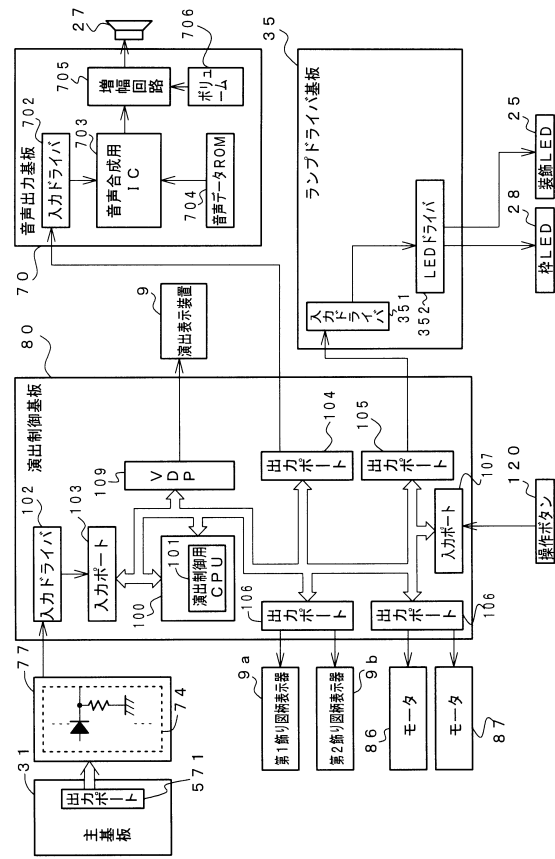 31
主基板
出力ポート
571
77
74
80
演出制御基板
102
入力ドライバ
103
入力ポート
100
101
演出制御用
CPU
109
VDP
9
演出表示装置
104
出力ポート
105
出力ポート
107
入力ポート
120
操作ボタン
106
出力ポート
出力ポート
106
9a
第1飾り図柄表示器
第2飾り図柄表示器
9b
86
モータ
モータ
87
70
音声出力基板
702
入力ドライバ
703
音声合成用
IC
704
音声データROM
705
増幅回路
706
ボリューム
27
35
ランプドライバ基板
入力ドライバ
351
LEDドライバ
352
25
装飾LED
28
枠LED